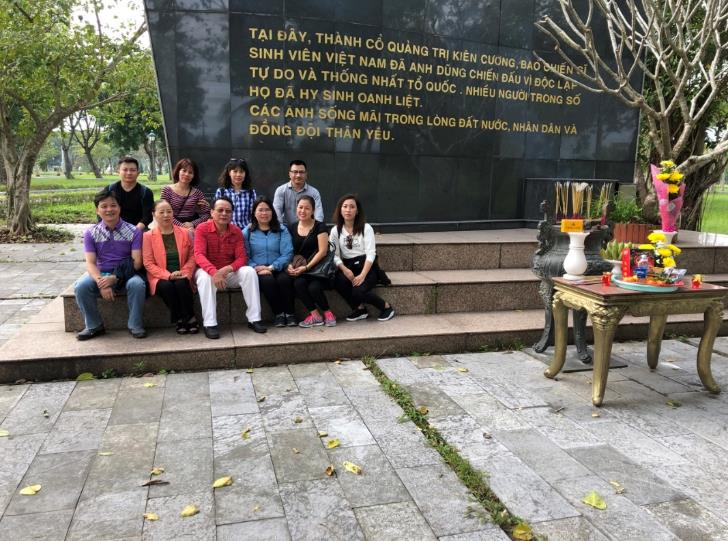 TẠI ĐÂY, THÀNH CỔ QUẢNG TRỊ KIÊN CƯỜNG, BAO CHIẾN SĨ
SINH VIÊN VIỆT NAM ĐÃ ANH DŨNG CHIẾN ĐẤU VÌ ĐỘC LẬP
TỰ DO VÀ THỐNG NHẤT TỔ QUỐC . NHIỀU NGƯỜI TRONG SỐ
HỌ ĐÃ HY SINH OANH LIỆT.
CÁC ANH SỐNG MÃI TRONG LÒNG ĐẤT NƯỚC, NHÂN DÂN VÀ
ĐỒNG ĐỘI THÂN YÊU.